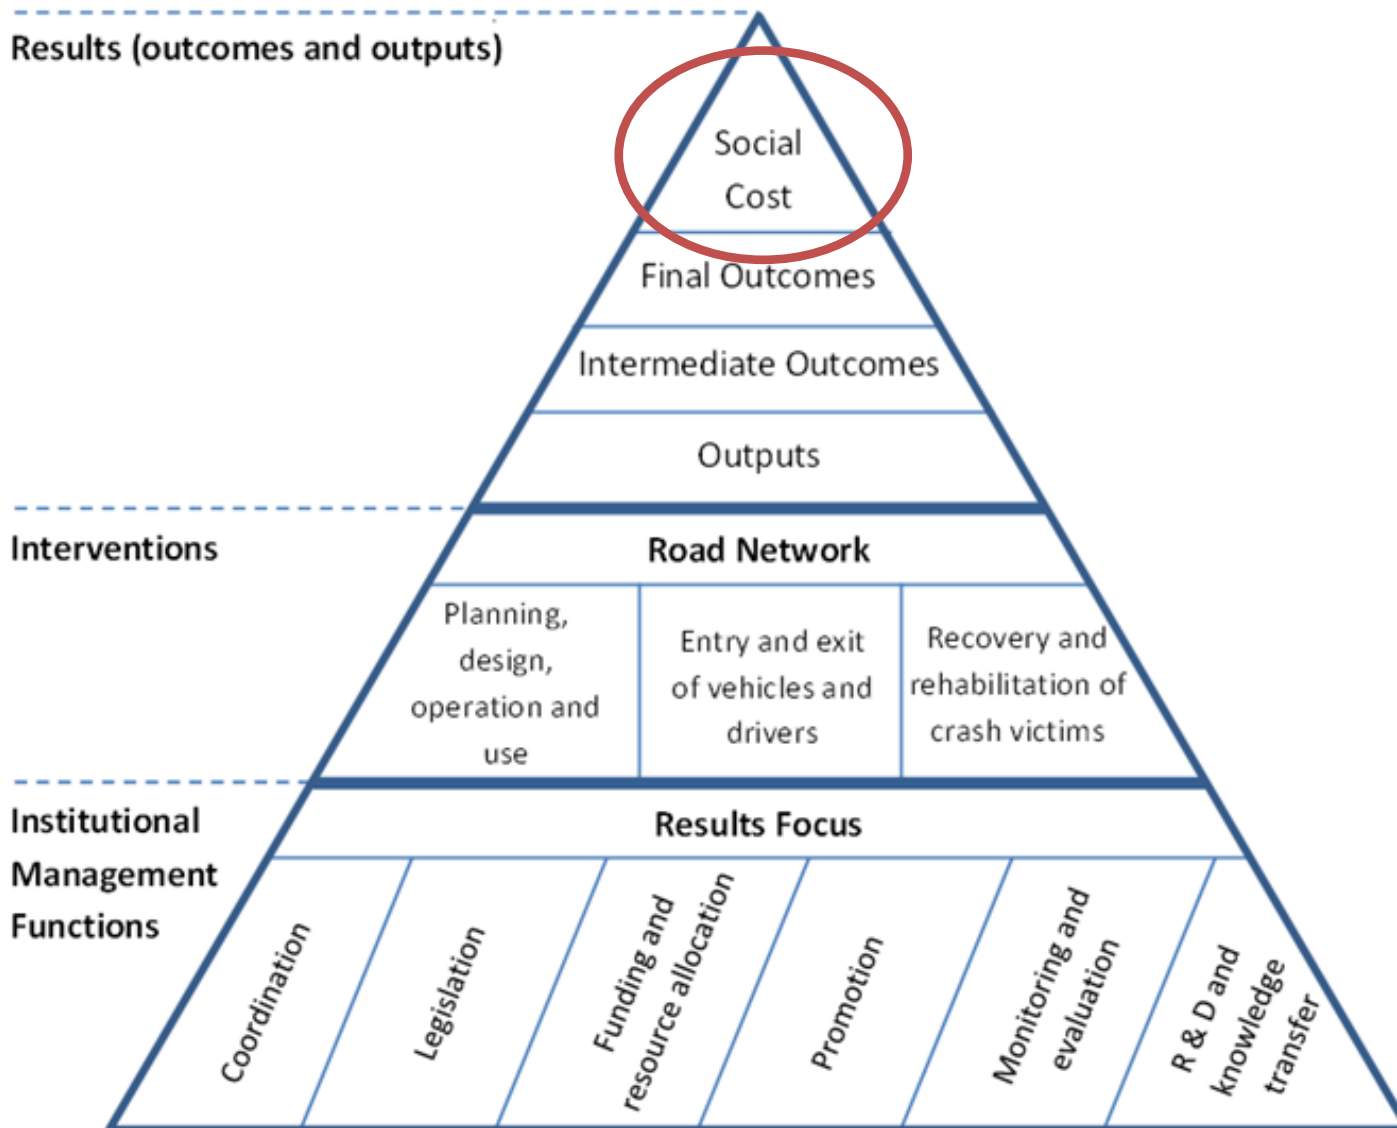 Results (outcomes and outputs)
Social
Cost
Final Outcomes
Intermediate Outcomes
Outputs
Interventions
Road Network
Planning,
design,
operation and
use
Entry and exit
of vehicles and
drivers
Recovery and
rehabilitation of
crash victims
Institutional
Management
Functions
Results Focus
Coordination
Legislation
Funding and
resource allocation
Promotion
Monitoring and
evaluation
R & D and
knowledge
transfer